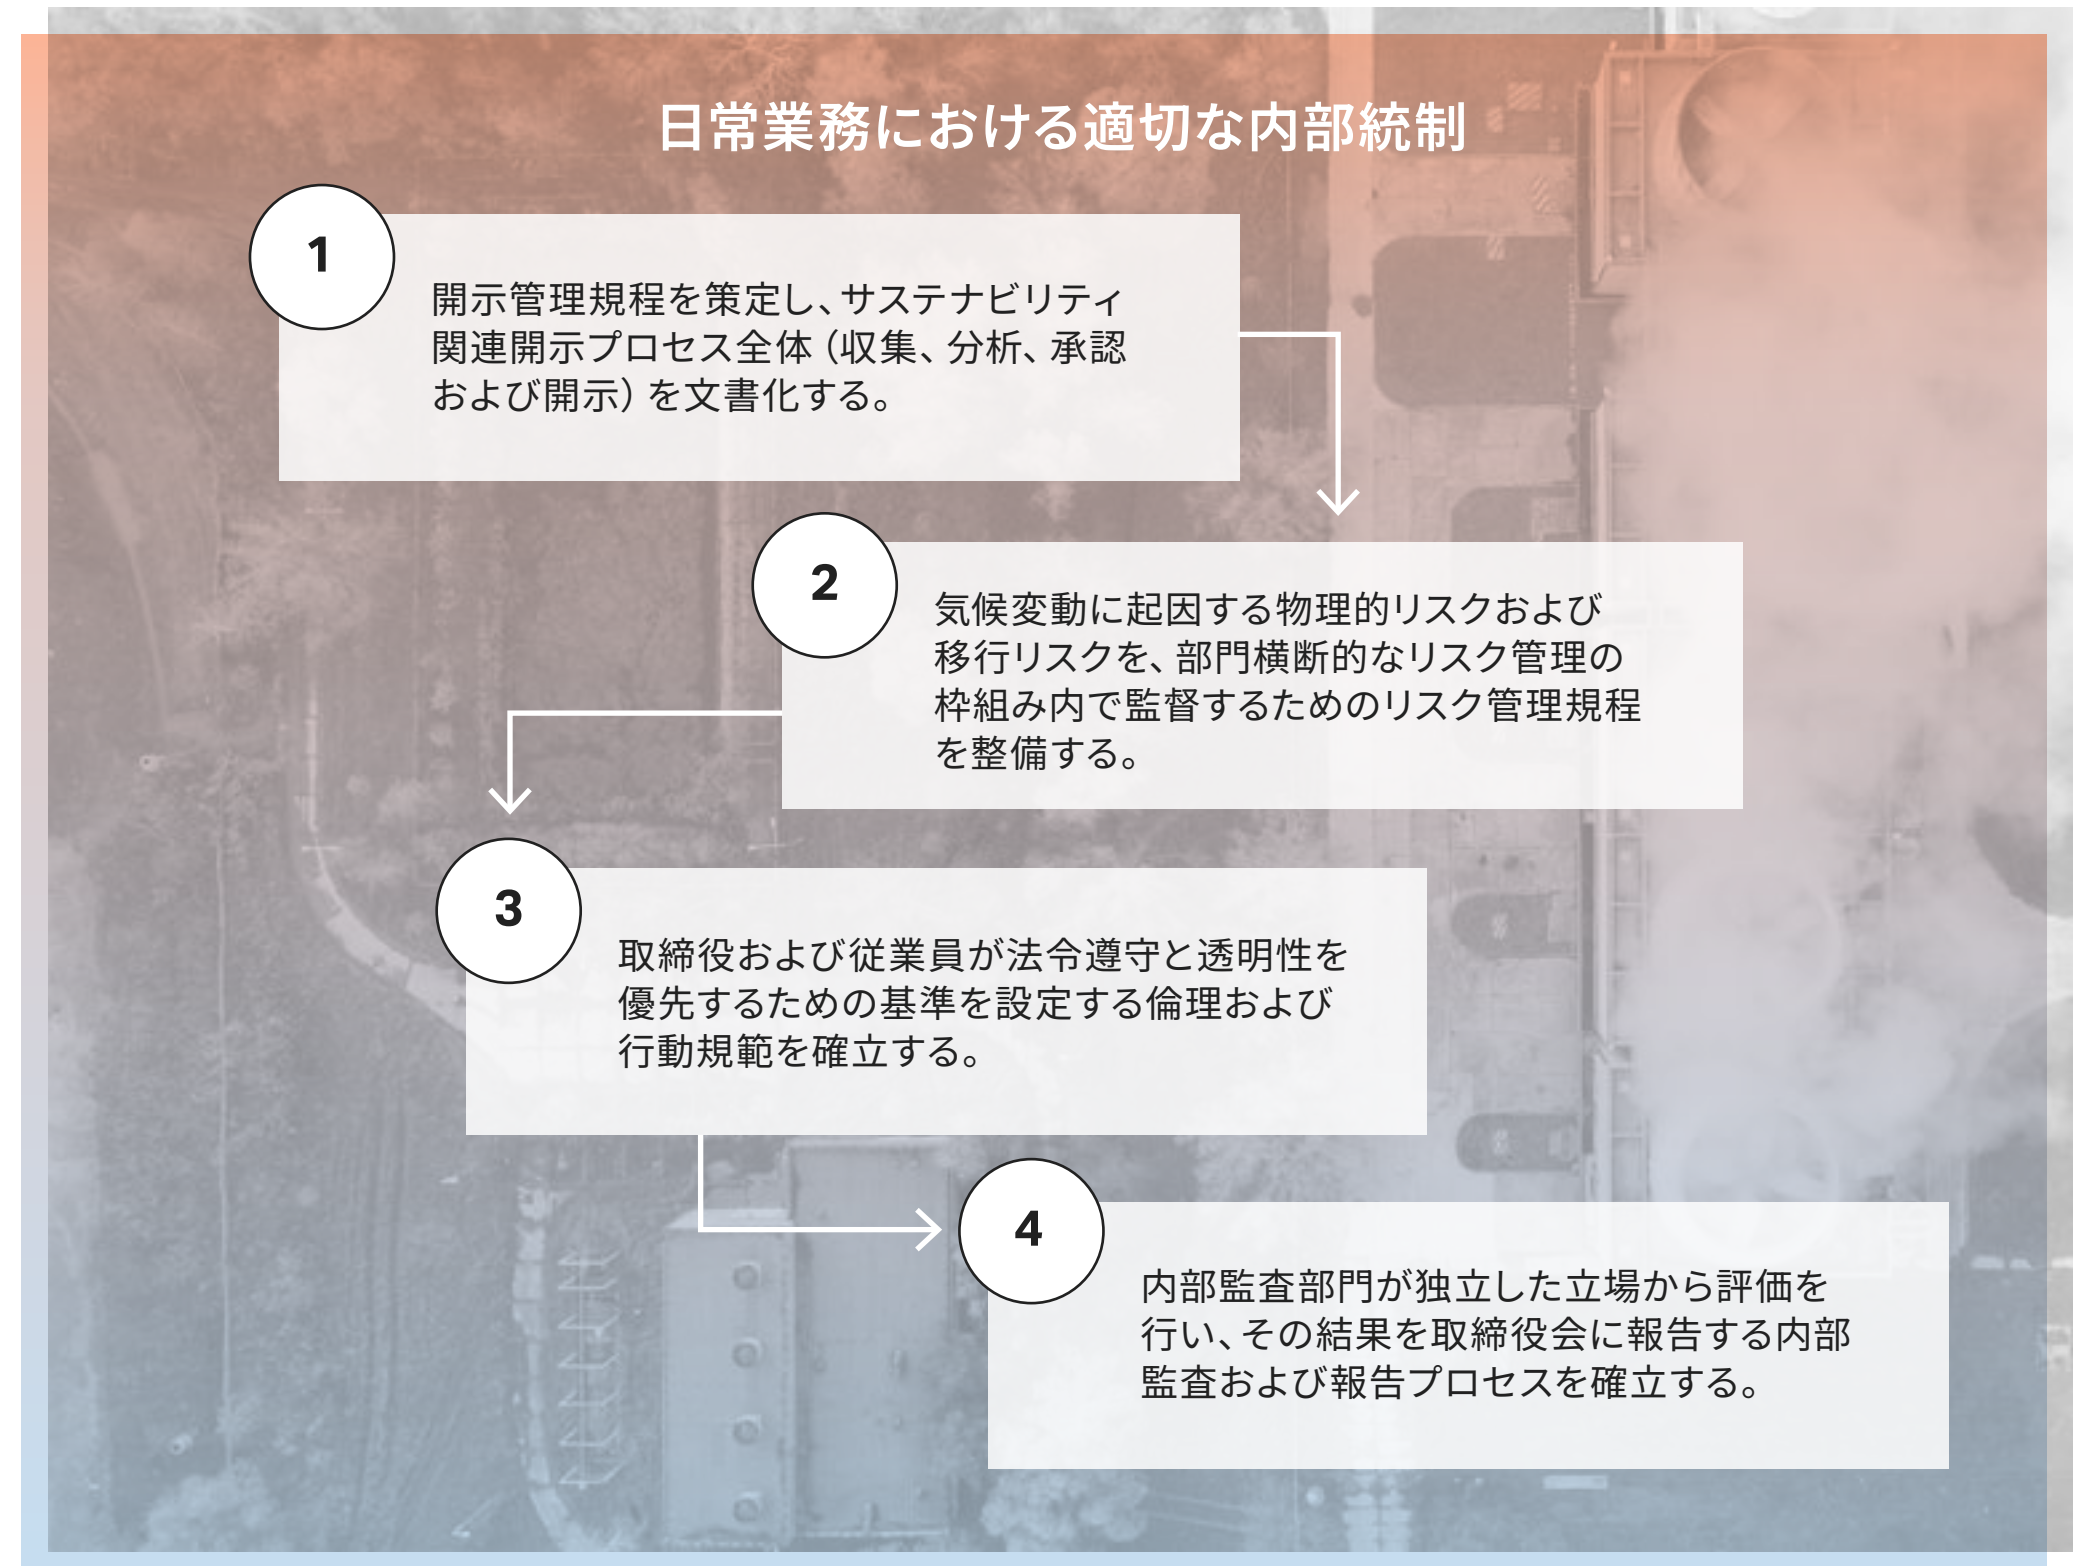 日常業務における適切な内部統制
1
開示管理規程を策定し、サステナビリティ
関連開示プロセス全体（収集、分析、承認
および開示）を文書化する。
2
気候変動に起因する物理的リスクおよび
移行リスクを、部門横断的なリスク管理の
枠組み内で監督するためのリスク管理規程
を整備する。
3
取締役および従業員が法令遵守と透明性を
優先するための基準を設定する倫理および
行動規範を確立する。
4
内部監査部門が独立した立場から評価を
行い、その結果を取締役会に報告する内部
監査および報告プロセスを確立する。